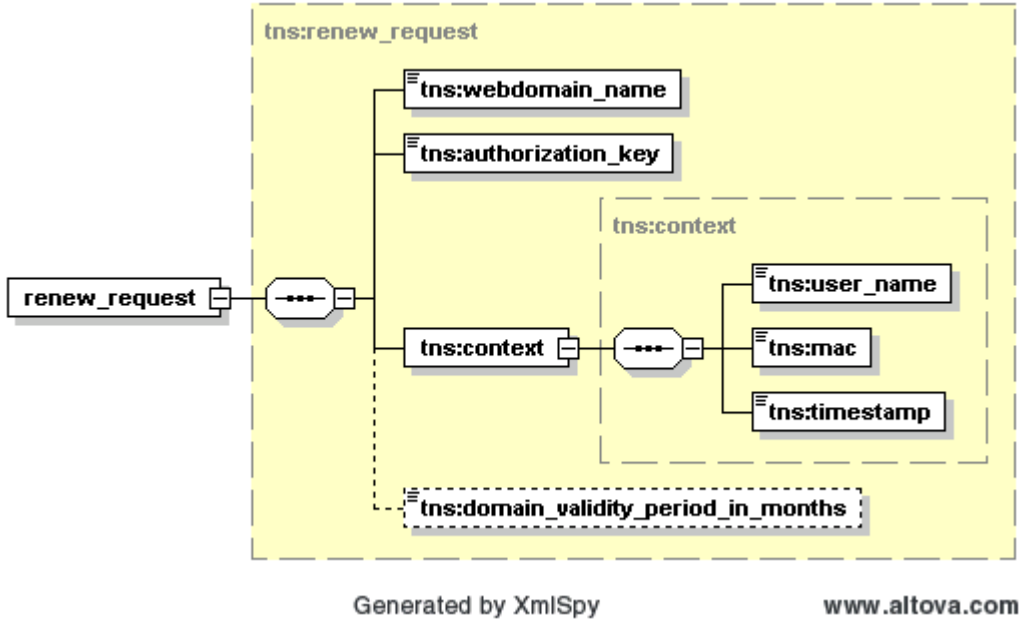 tns:renew_request
tns:webdomain_name
tns:authorization_key
tns:context
renew_request
tns:user_name
tns:context
tns:mac
tns:timestamp
tns:domain_validity_period_in_months
Generated by XmlSpy
www.altova.com